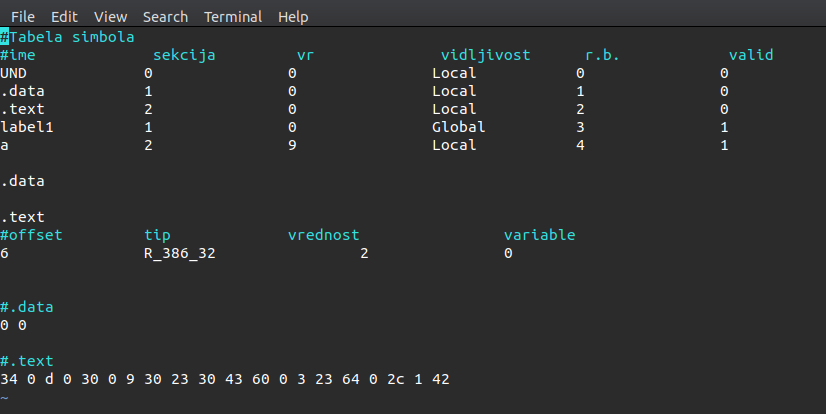 File Edit View Search Terminal Help
#Tabela simbola
#ime sekcija vr vidljivost r.b. valid
UND 0 0 Local 0 0
.data 1 0 Local 1 0
.text 2 0 Local 2 0
label1 1 0 Global 3 1
a 2 9 Local 4 1
.data
.text
#offset tip vrednost variable
6 R_386_32 2 0
#.data
0 0
#.text
34 0 d 0 30 0 9 30 23 30 43 60 0 3 23 64 0 2c 1 42
~